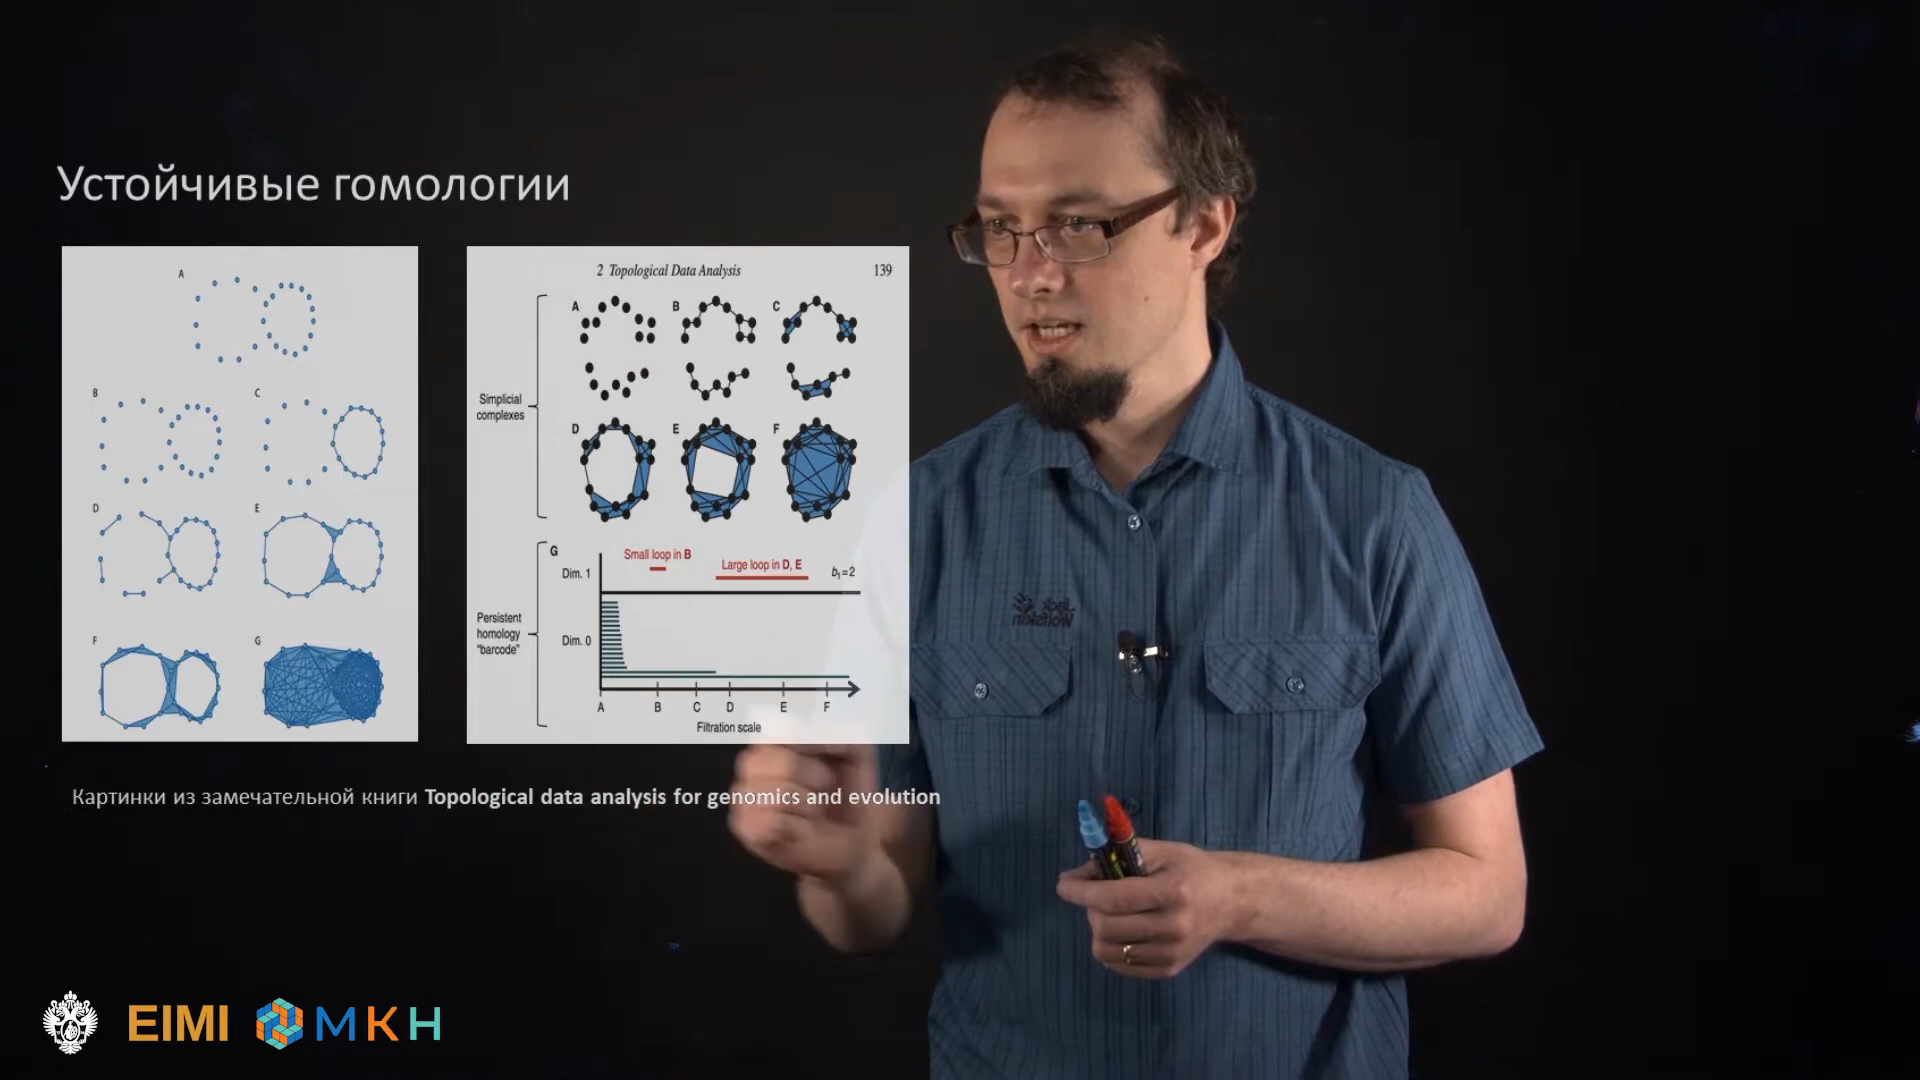 Устойчивые гомологии
A
B
C
D
E
F
G
2 Topological Data Analysis 139
A B C
D E F
Simplicial
complexes
G
Small loop in B
Large loop in D, E
b1=2
Dim. 1
Dim. 0
Persistent
homology
"barcode"
A B C D E F
Filtration scale
Картинки из замечательной книги Topological data analysis for genomics and evolution
Jack
Wolfskin
EIMI МКН